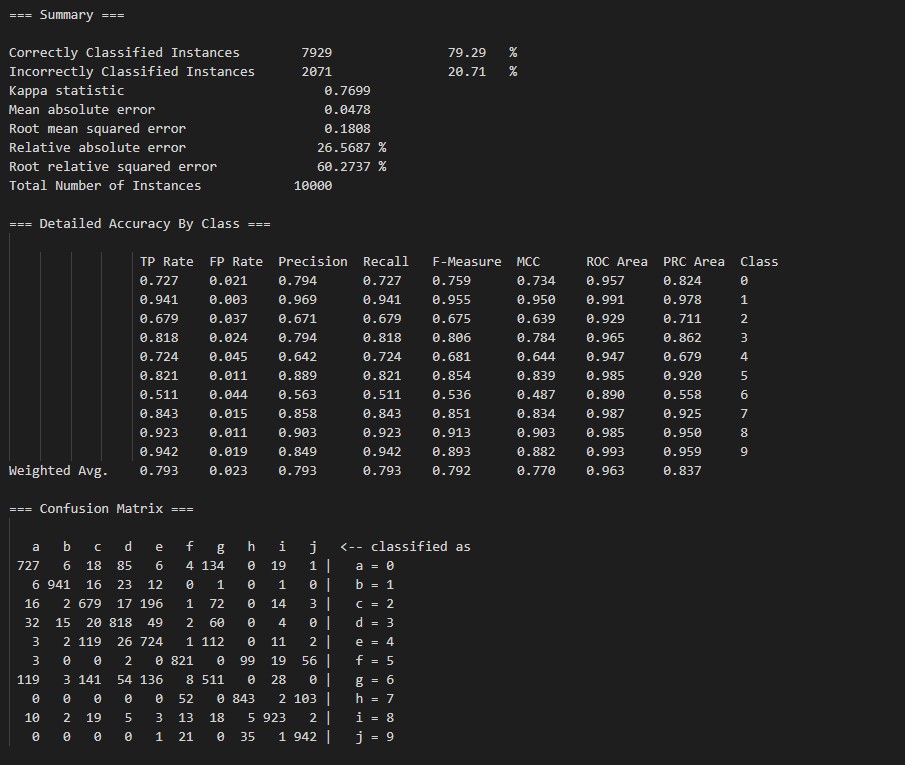 === Summary ===
Correctly Classified Instances 7929 79.29 %
Incorrectly Classified Instances 2071 20.71 %
Kappa statistic 0.7699
Mean absolute error 0.0478
Root mean squared error 0.1808
Relative absolute error 26.5687 %
Root relative squared error 60.2737 %
Total Number of Instances 10000
=== Detailed Accuracy By Class ===
TP Rate FP Rate Precision Recall F-Measure MCC ROC Area PRC Area Class
0.727 0.021 0.794 0.727 0.759 0.734 0.957 0.824 0
0.941 0.003 0.969 0.941 0.955 0.950 0.991 0.978 1
0.679 0.037 0.671 0.679 0.675 0.639 0.929 0.711 2
0.818 0.024 0.794 0.818 0.806 0.784 0.965 0.862 3
0.724 0.045 0.642 0.724 0.681 0.644 0.947 0.679 4
0.821 0.011 0.889 0.821 0.854 0.839 0.985 0.920 5
0.511 0.044 0.563 0.511 0.536 0.487 0.890 0.558 6
0.843 0.015 0.858 0.843 0.851 0.834 0.987 0.925 7
0.923 0.011 0.903 0.923 0.913 0.903 0.985 0.950 8
0.942 0.019 0.849 0.942 0.893 0.882 0.993 0.959 9
Weighted Avg. 0.793 0.023 0.793 0.793 0.792 0.770 0.963 0.837
=== Confusion Matrix ===
a b c d e f g h i j <-- classified as
727 6 18 85 6 4 134 0 19 1 | a = 0
6 941 16 23 12 0 1 0 1 0 | b = 1
16 2 679 17 196 1 72 0 14 3 | c = 2
32 15 20 818 49 2 60 0 4 0 | d = 3
3 2 119 26 724 1 112 0 11 2 | e = 4
3 0 0 2 0 821 0 99 19 56 | f = 5
119 3 141 54 136 8 511 0 28 0 | g = 6
0 0 0 0 0 52 0 843 2 103 | h = 7
10 2 19 5 3 13 18 5 923 2 | i = 8
0 0 0 0 1 21 0 35 1 942 | j = 9